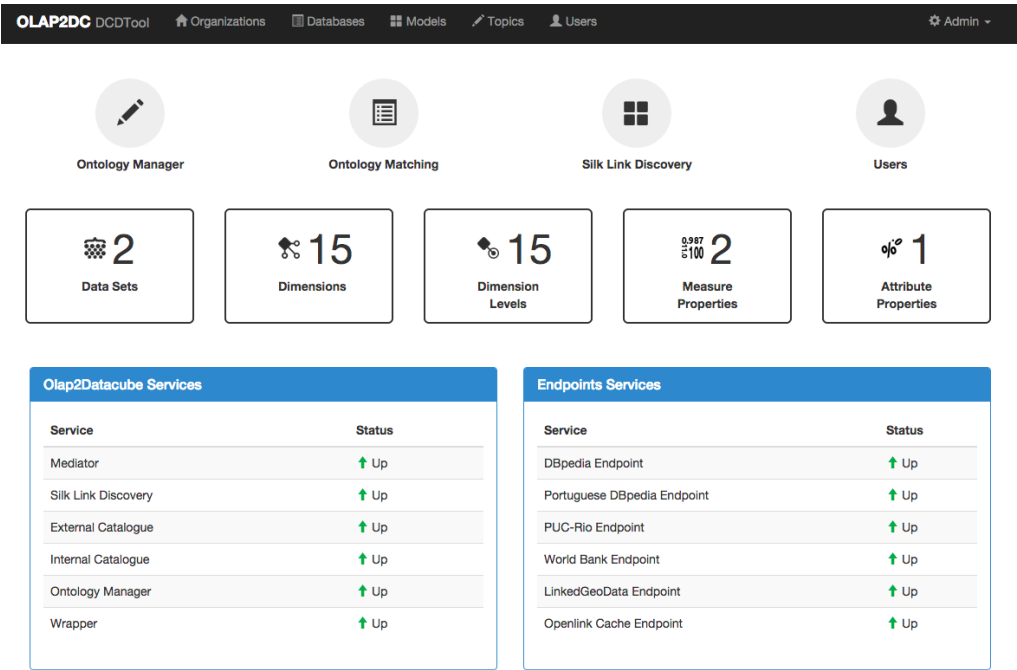 OLAP2DC DCDTool Organizations Databases Models Topics Users Admin
Ontology Manager Ontology Matching Silk Link Discovery Users
2 15 15 0.987 100 2 % 1
Data Sets Dimensions Dimension Levels Measure Properties Attribute Properties
Olap2Datacube Services
Service Status
Mediator Up
Silk Link Discovery Up
External Catalogue Up
Internal Catalogue Up
Ontology Manager Up
Wrapper Up
Endpoints Services
Service Status
DBpedia Endpoint Up
Portuguese DBpedia Endpoint Up
PUC-Rio Endpoint Up
World Bank Endpoint Up
LinkedGeoData Endpoint Up
Openlink Cache Endpoint Up